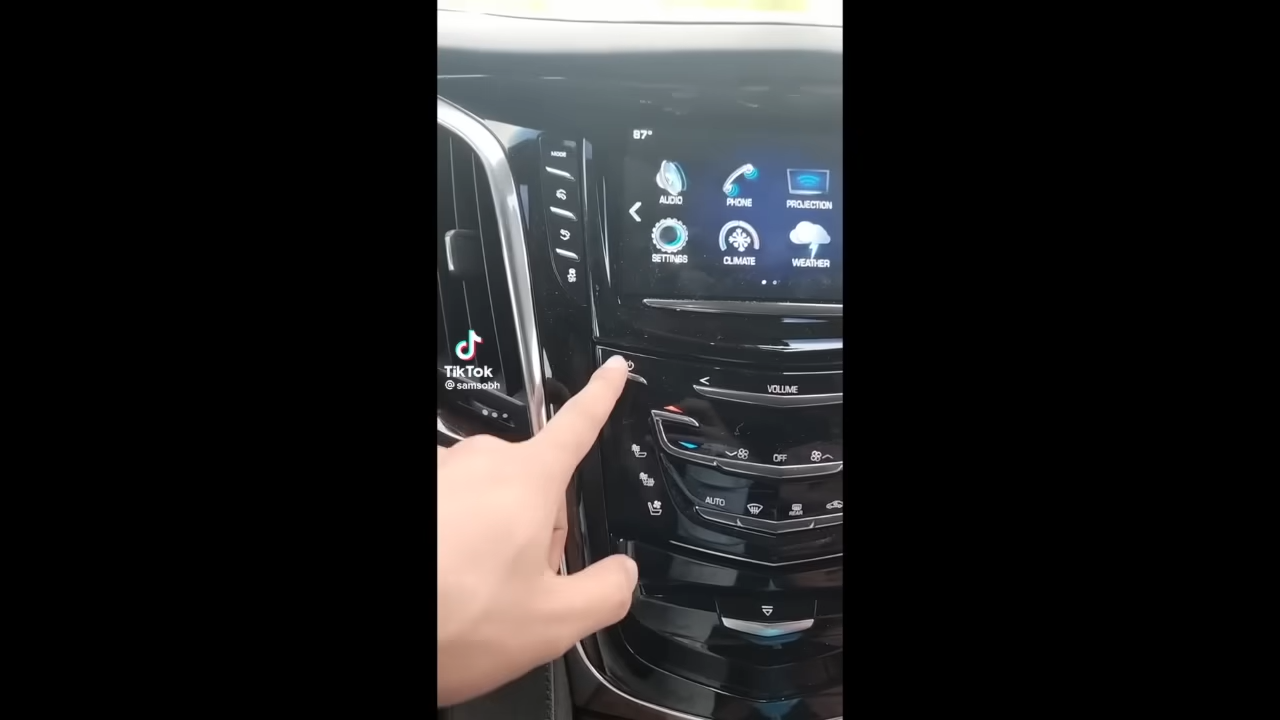 87°
MODE
AUDIO
PHONE
PROJECTION
SETTINGS
CLIMATE
WEATHER
VOLUME
OFF
AUTO
REAR
TikTok
@samsobh